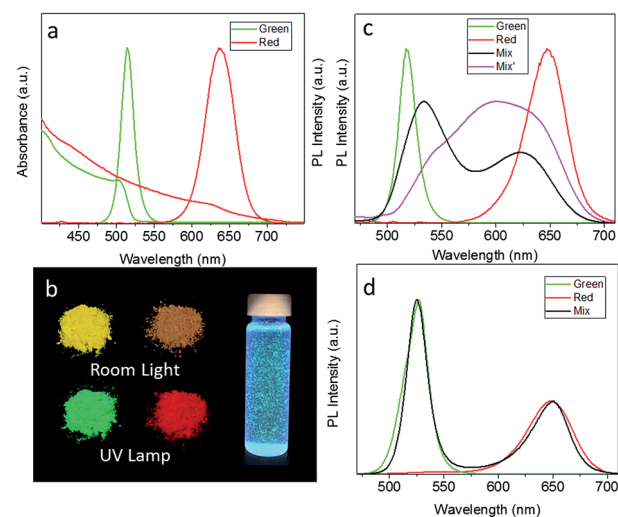 a
Green
Red
Absorbance (a.u.)
PL Intensity (a.u.)
450 500 550 600 650 700
Wavelength (nm)
c
Green
Red
Mix
Mix'
PL Intensity (a.u.)
500 550 600 650 700
Wavelength (nm)
b
Room Light
UV Lamp
d
Green
Red
Mix
PL Intensity (a.u.)
500 550 600 650 700
Wavelength (nm)